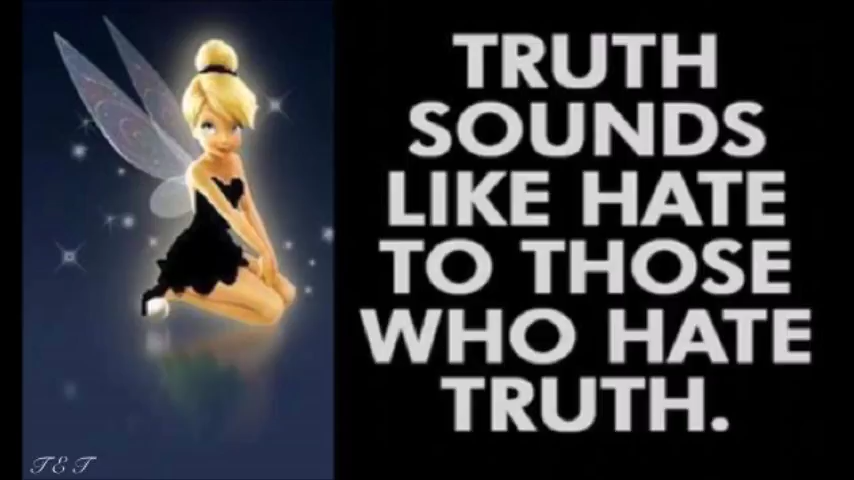 TRUTH
SOUNDS
LIKE HATE
TO THOSE
WHO HATE
TRUTH.
T&T